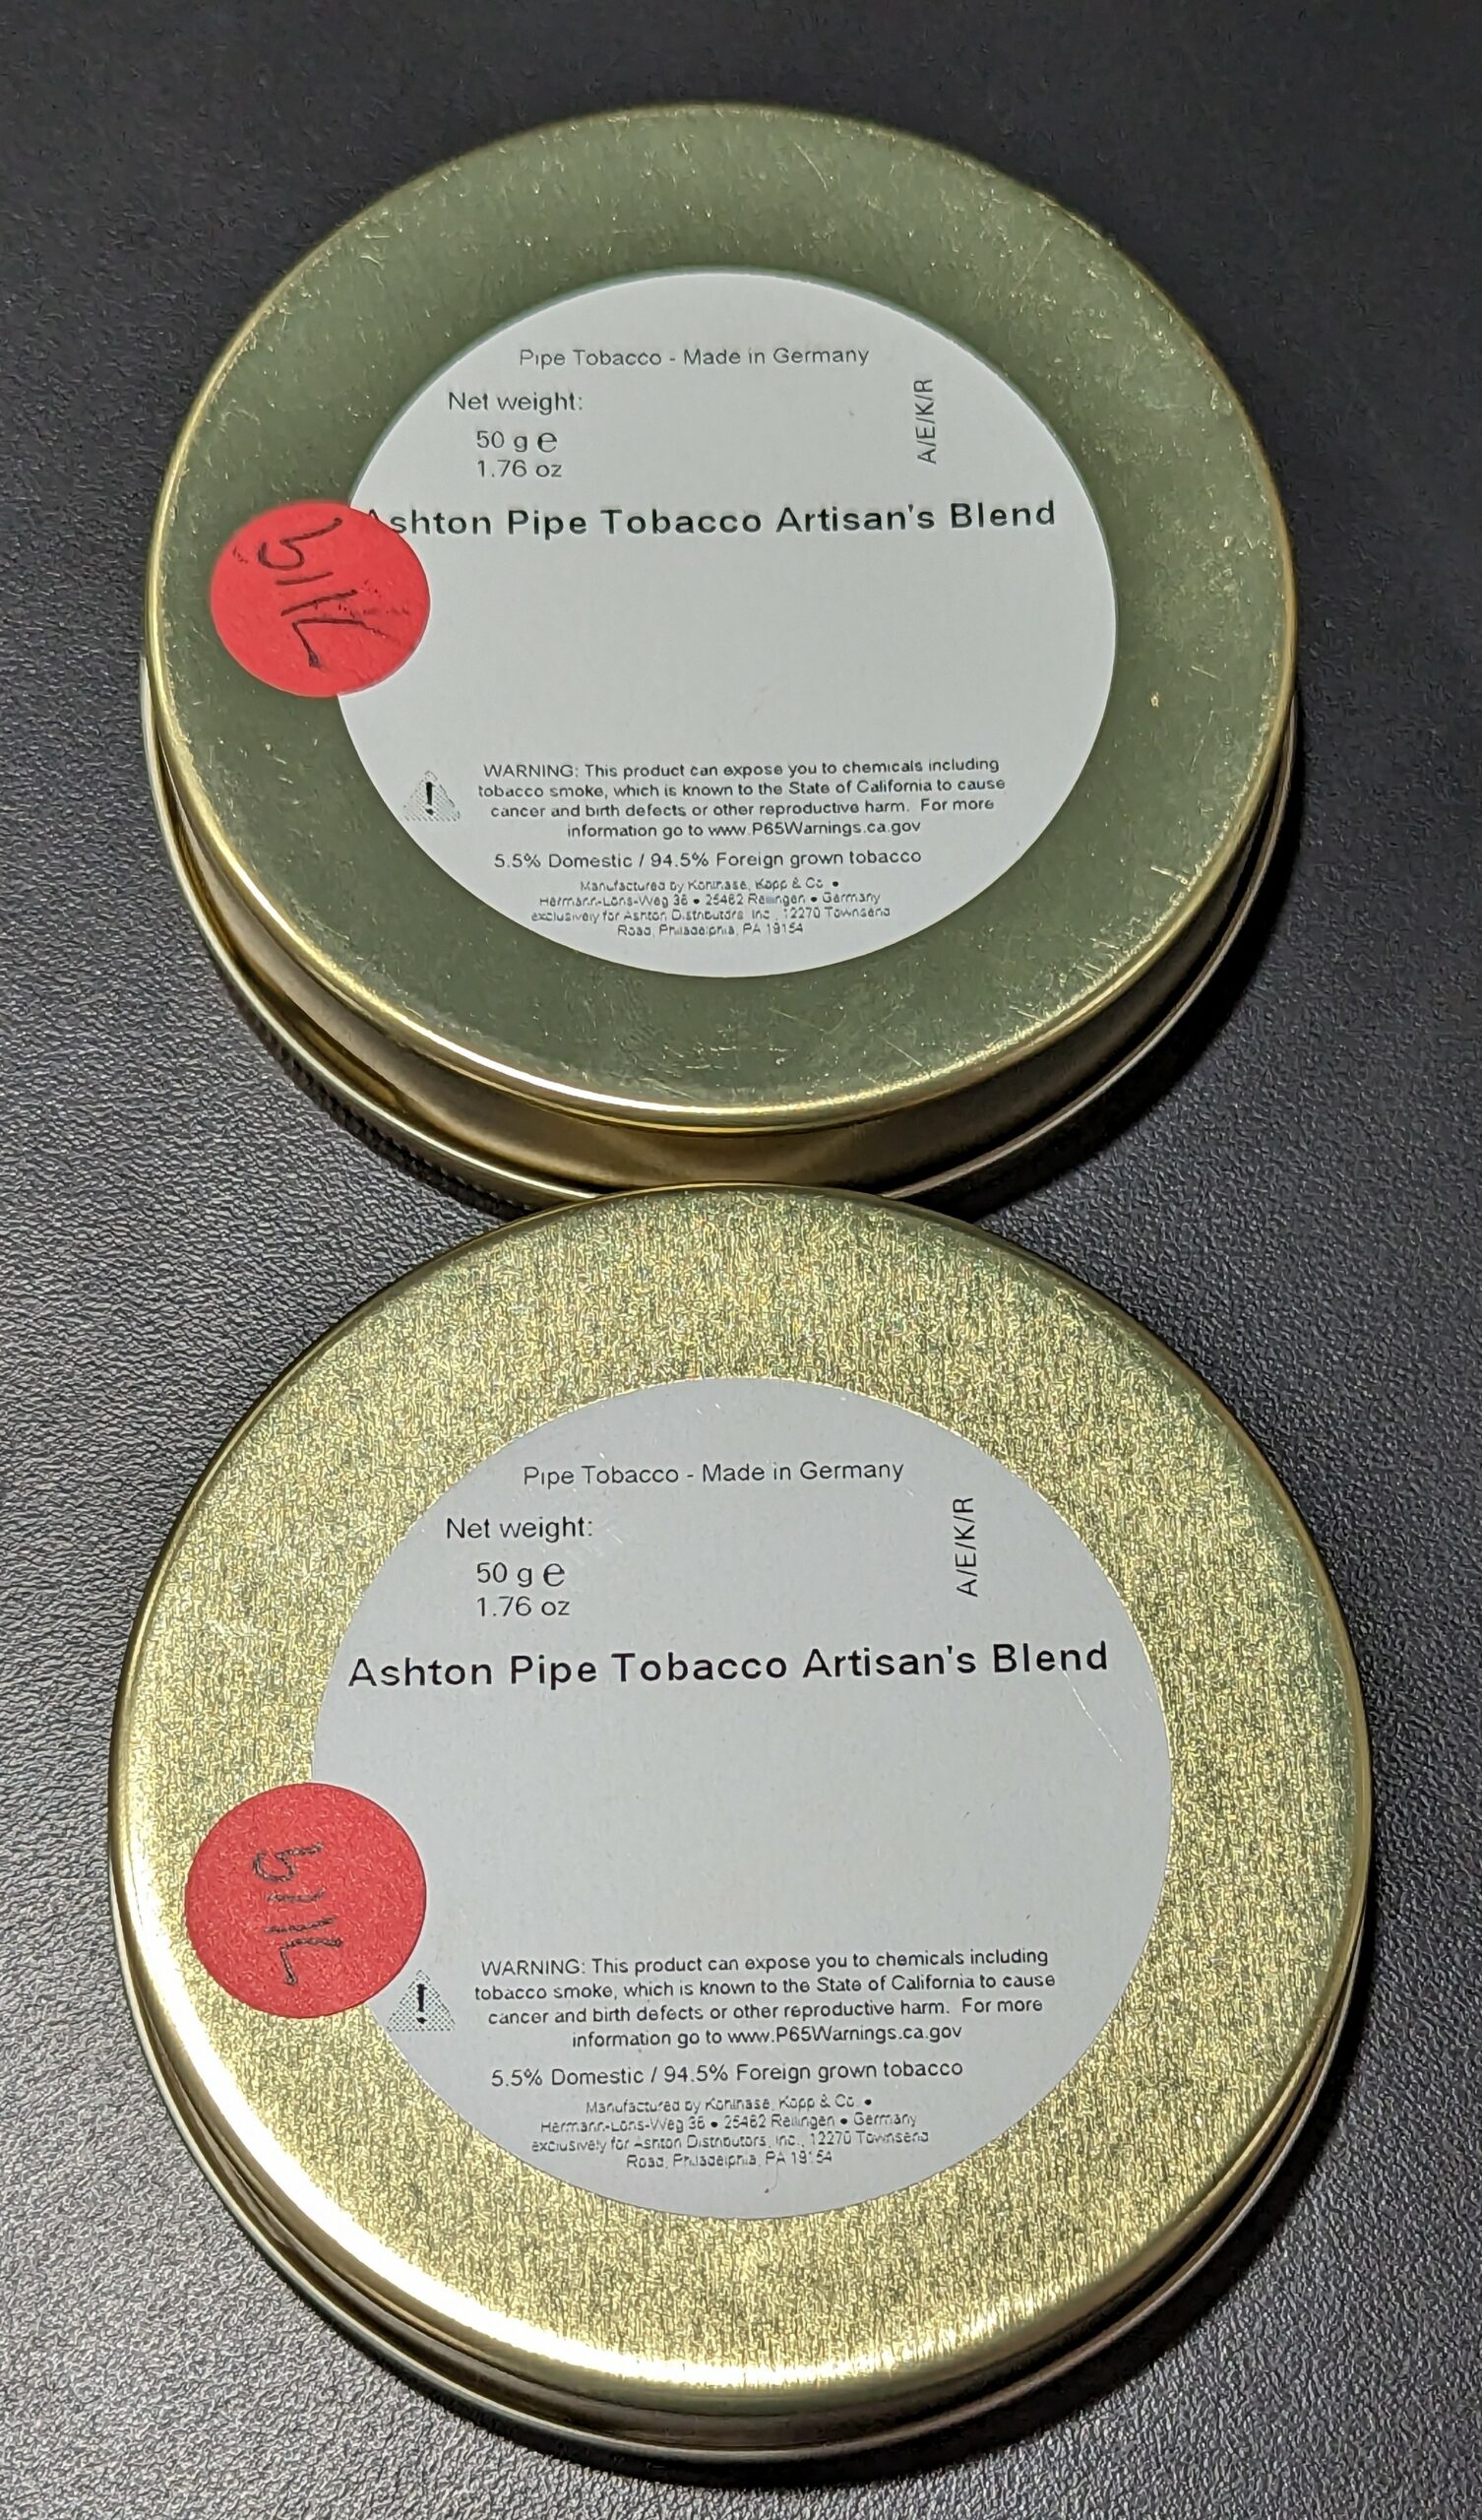 Pipe Tobacco - Made in Germany
Net weight:
50 g e
1.76 oz
A/E/K/R
Ashton Pipe Tobacco Artisan's Blend
WARNING: This product can expose you to chemicals including
tobacco smoke, which is known to the State of California to cause
cancer and birth defects or other reproductive harm. For more
information go to www.P65Warnings.ca.gov
5.5% Domestic / 94.5% Foreign grown tobacco
Manufactured by Kohlhase, Kopp & Co. •
Hermann-Löns-Weg 36 • 25462 Rellingen • Germany
exclusively for Ashton Distributors, Inc., 12270 Townsend
Road, Philadelphia, PA 19154
Pipe Tobacco - Made in Germany
Net weight:
50 g e
1.76 oz
A/E/K/R
Ashton Pipe Tobacco Artisan's Blend
WARNING: This product can expose you to chemicals including
tobacco smoke, which is known to the State of California to cause
cancer and birth defects or other reproductive harm. For more
information go to www.P65Warnings.ca.gov
5.5% Domestic / 94.5% Foreign grown tobacco
Manufactured by Kohlhase, Kopp & Co. •
Hermann-Löns-Weg 36 • 25462 Rellingen • Germany
exclusively for Ashton Distributors, Inc., 12270 Townsend
Road, Philadelphia, PA 19154